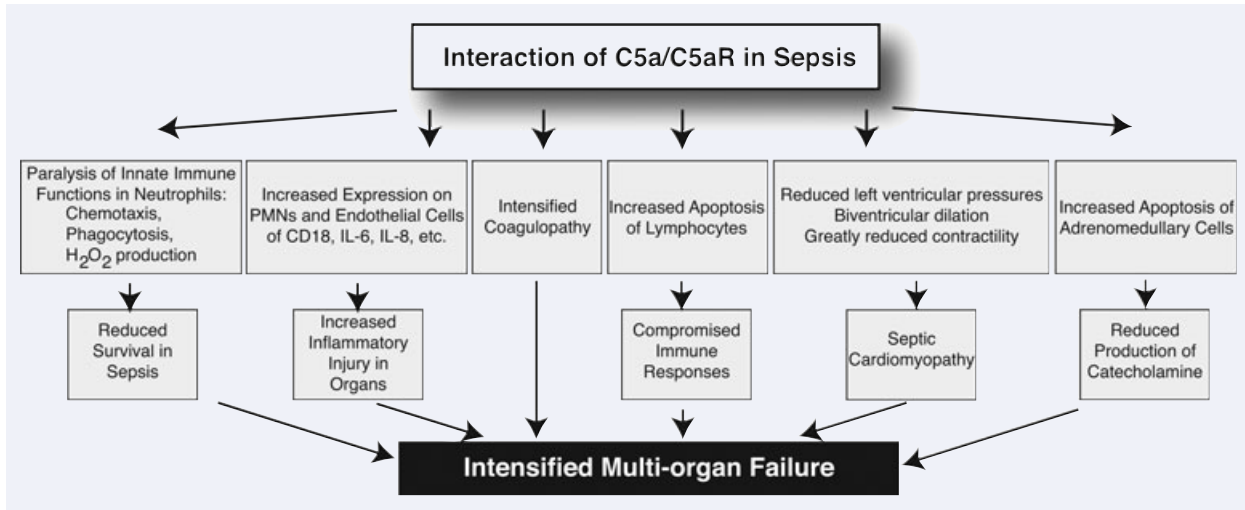 Interaction of C5a/C5aR in Sepsis
Paralysis of Innate Immune
Functions in Neutrophils:
Chemotaxis,
Phagocytosis,
H2O2 production
Increased Expression on
PMNs and Endothelial Cells
of CD18, IL-6, IL-8, etc.
Intensified
Coagulopathy
Increased Apoptosis
of Lymphocytes
Reduced left ventricular pressures
Biventricular dilation
Greatly reduced contractility
Increased Apoptosis of
Adrenomedullary Cells
Reduced
Survival in
Sepsis
Increased
Inflammatory
Injury in
Organs
Compromised
Immune
Responses
Septic
Cardiomyopathy
Reduced
Production of
Catecholamine
Intensified Multi-organ Failure